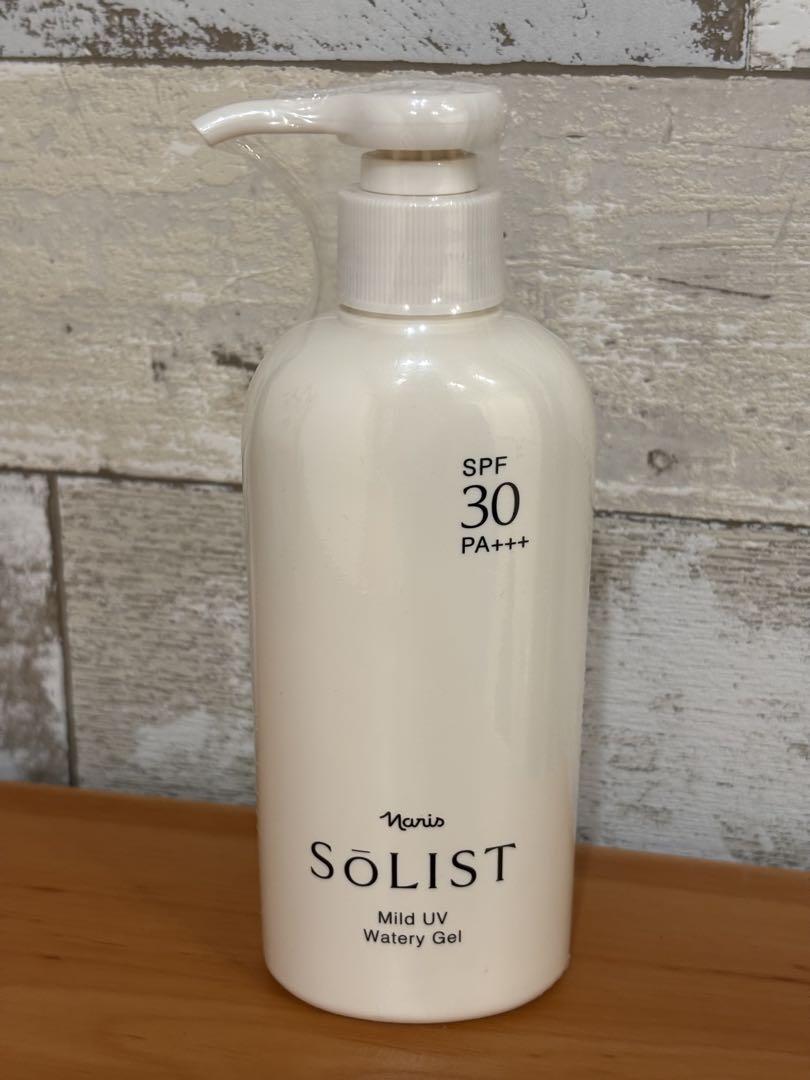 SPF
30
PA+++
Naris
SōLIST
Mild UV
Watery Gel